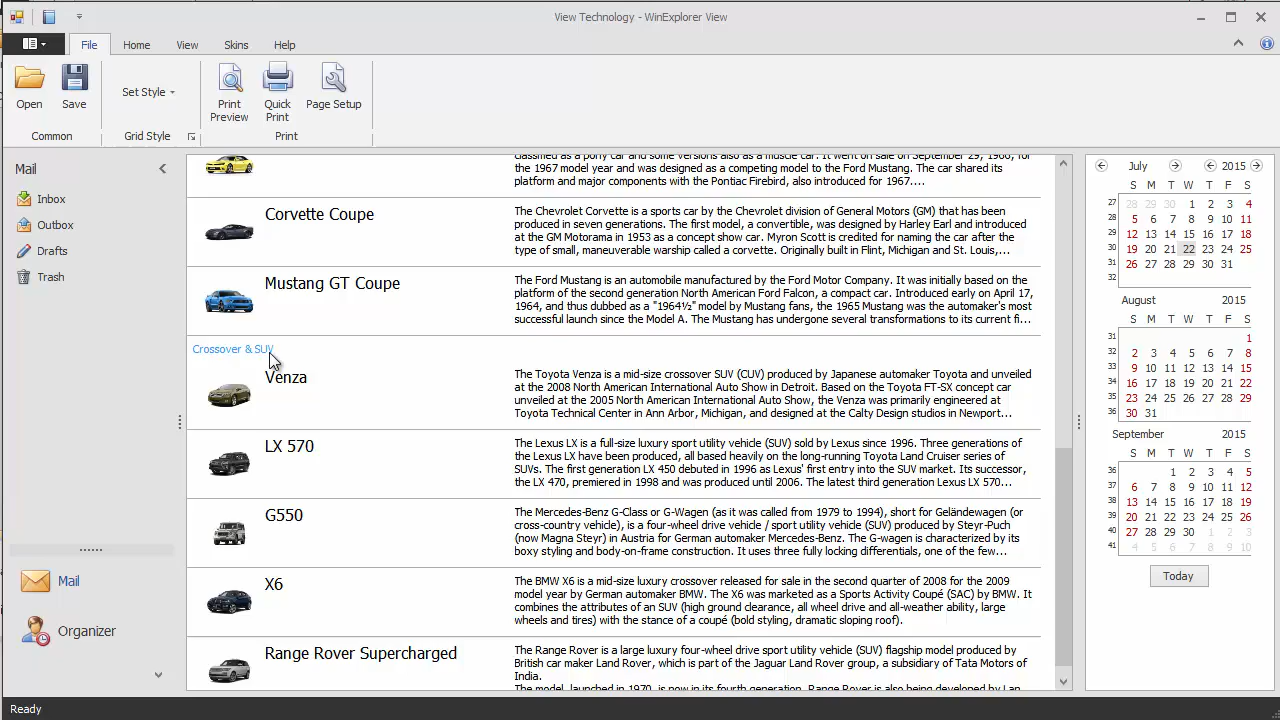 View Technology - WinExplorer View
File Home View Skins Help
Open Save Set Style Print Preview Quick Print Page Setup
Common Grid Style Print
Mail
Inbox
Outbox
Drafts
Trash
Mail
Organizer
the 1967 model year and was designed as a competing model to the Ford Mustang. The car shared its
platform and major components with the Pontiac Firebird, also introduced for 1967....
Corvette Coupe
The Chevrolet Corvette is a sports car by the Chevrolet division of General Motors (GM) that has been
produced in seven generations. The first model, a convertible, was designed by Harley Earl and introduced
at the GM Motorama in 1953 as a concept show car. Myron Scott is credited for naming the car after the
type of small, maneuverable warship called a corvette. Originally built in Flint, Michigan and St. Louis,...
Mustang GT Coupe
The Ford Mustang is an automobile manufactured by the Ford Motor Company. It was initially based on the
platform of the second generation North American Ford Falcon, a compact car. Introduced early on April 17,
1964, and thus dubbed as a "1964½" model by Mustang fans, the 1965 Mustang was the automaker's most
successful launch since the Model A. The Mustang has undergone several transformations to its current fi...
Crossover & SUV
Venza
The Toyota Venza is a mid-size crossover SUV (CUV) produced by Japanese automaker Toyota and unveiled
at the 2008 North American International Auto Show in Detroit. Based on the Toyota FT-SX concept car
unveiled at the 2005 North American International Auto Show, the Venza was primarily engineered at
Toyota Technical Center in Ann Arbor, Michigan, and designed at the Calty Design studios in Newport...
LX 570
The Lexus LX is a full-size luxury sport utility vehicle (SUV) sold by Lexus since 1996. Three generations of
the Lexus LX have been produced, all based heavily on the long-running Toyota Land Cruiser series of
SUVs. The first generation LX 450 debuted in 1996 as Lexus' first entry into the SUV market. Its successor,
the LX 470, premiered in 1998 and was produced until 2006. The latest third generation Lexus LX 570...
G550
The Mercedes-Benz G-Class or G-Wagen (as it was called from 1979 to 1994), short for Geländewagen (or
cross-country vehicle), is a four-wheel drive vehicle / sport utility vehicle (SUV) produced by Steyr-Puch
(now Magna Steyr) in Austria for German automaker Mercedes-Benz. The G-wagen is characterized by its
boxy styling and body-on-frame construction. It uses three fully locking differentials, one of the few...
X6
The BMW X6 is a mid-size luxury crossover released for sale in the second quarter of 2008 for the 2009
model year by German automaker BMW. The X6 was marketed as a Sports Activity Coupé (SAC) by BMW. It
combines the attributes of an SUV (high ground clearance, all wheel drive and all-weather ability, large
wheels and tires) with the stance of a coupé (bold styling, dramatic sloping roof).
Range Rover Supercharged
The Range Rover is a large luxury four-wheel drive sport utility vehicle (SUV) flagship model produced by
British car maker Land Rover, which is part of the Jaguar Land Rover group, a subsidiary of Tata Motors of
India.
The model, launched in 1970, is now in its fourth generation. Range Rover is also being developed by Lan
July 2015
S M T W T F S
27 28 29 30 1 2 3 4
28 5 6 7 8 9 10 11
29 12 13 14 15 16 17 18
30 19 20 21 22 23 24 25
31 26 27 28 29 30 31
32
August 2015
S M T W T F S
31 1
32 2 3 4 5 6 7 8
33 9 10 11 12 13 14 15
34 16 17 18 19 20 21 22
35 23 24 25 26 27 28 29
36 30 31
September 2015
S M T W T F S
36 1 2 3 4 5
37 6 7 8 9 10 11 12
38 13 14 15 16 17 18 19
39 20 21 22 23 24 25 26
40 27 28 29 30 1 2 3
41 4 5 6 7 8 9 10
Today
Ready